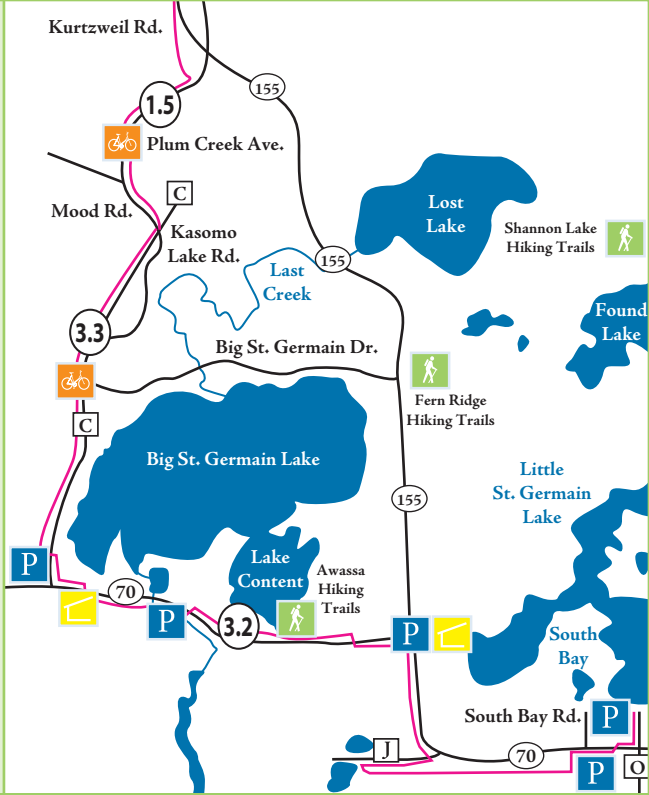 Kurtzweil Rd.
155
1.5
Plum Creek Ave.
C
Mood Rd.
Kasomo
Lake Rd.
Lost
Lake
Shannon Lake
Hiking Trails
155
Last
Creek
Found
Lake
3.3
Big St. Germain Dr.
Fern Ridge
Hiking Trails
C
Big St. Germain Lake
Little
St. Germain
Lake
155
P
Lake
Content
Awassa
Hiking
Trails
70
P
3.2
P
South
Bay
South Bay Rd.
P
J
70
P
O